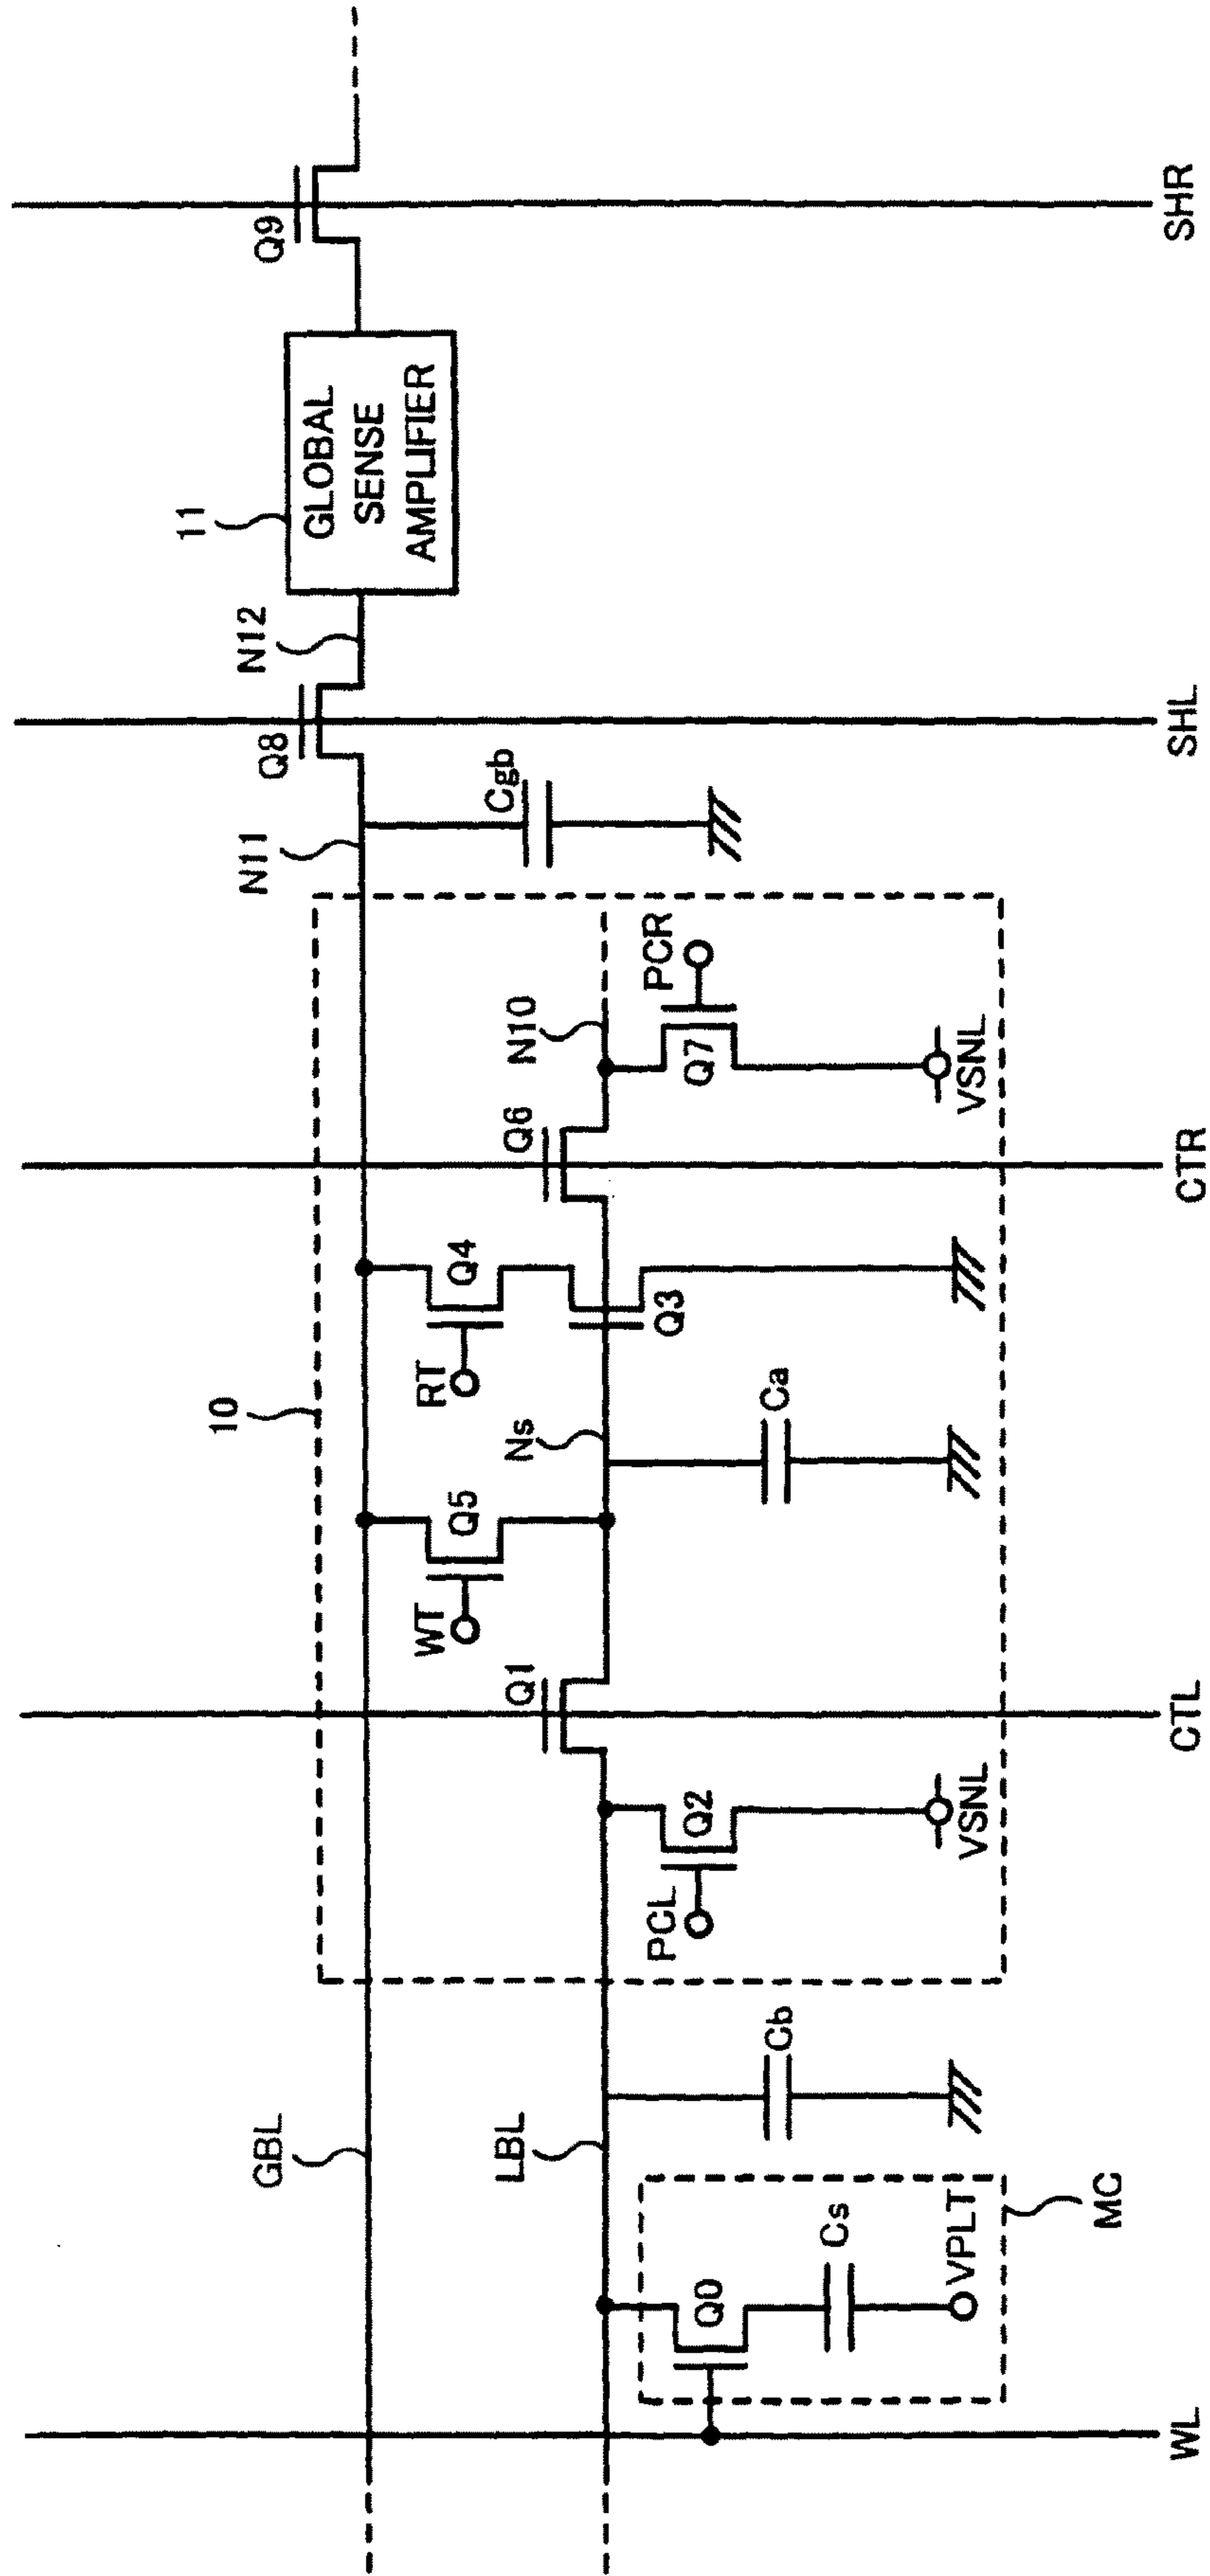 Q9
11
GLOBAL
SENSE
AMPLIFIER
N12
Q8
N11
Cgb
SHR
SHL
10
GBL
WT
Q5
RT
Q4
Q3
Q1
Ns
Ca
Q6
N10
PCR
Q7
VSNL
CTR
LBL
Cb
PCL
Q2
VSNL
CTL
Q0
Cs
VPLT
MC
WL